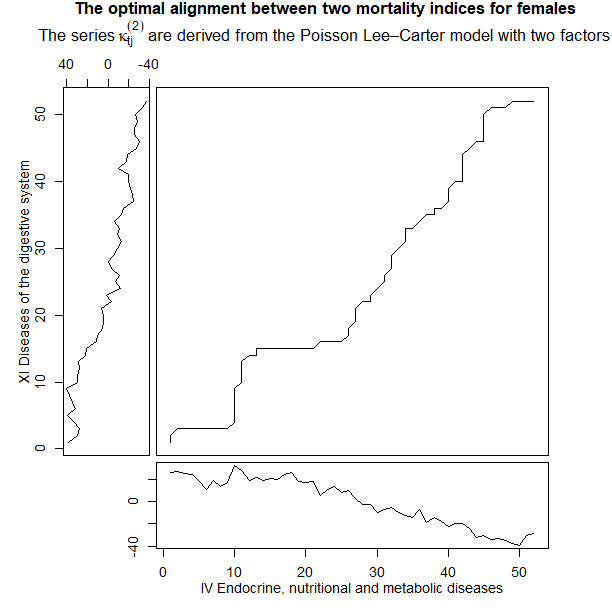 The optimal alignment between two mortality indices for females
The series κ_tj^(2) are derived from the Poisson Lee–Carter model with two factors
40 0 -40
XI Diseases of the digestive system
50
40
30
20
10
0
0
-40
0 10 20 30 40 50
IV Endocrine, nutritional and metabolic diseases